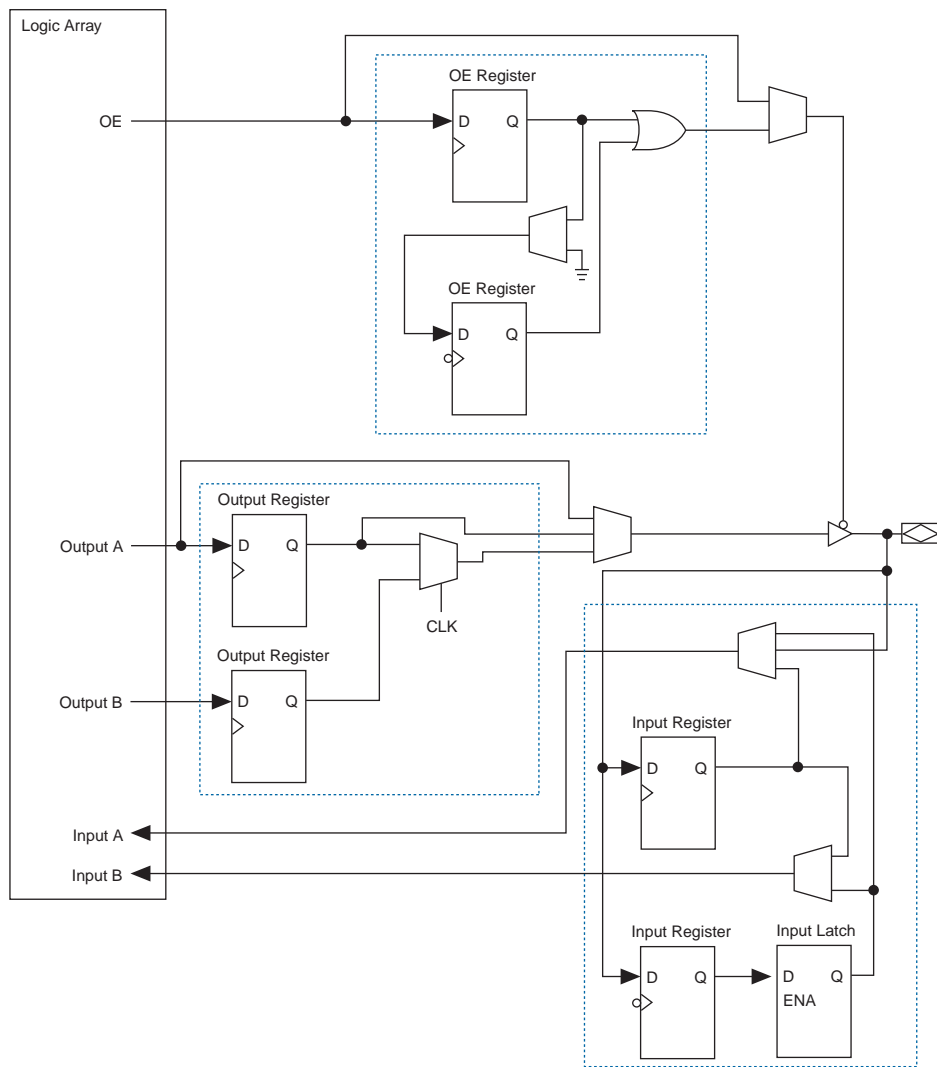 Logic Array
OE Register
OE
D Q
OE Register
D Q
Output Register
Output A
D Q
CLK
Output Register
Output B
D Q
Input Register
D Q
Input A
Input B
Input Register
Input Latch
D Q
D Q
ENA